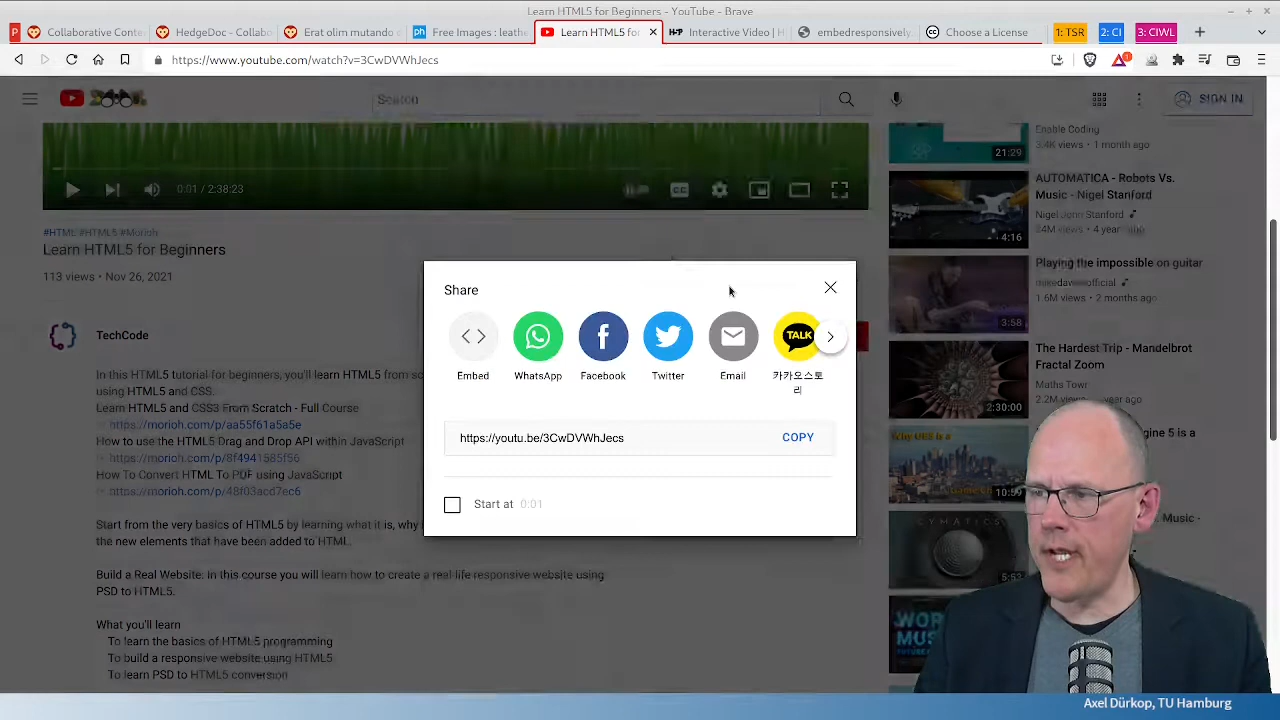 Learn HTML5 for Beginners - YouTube - Brave
Collaborative Conte
HedgeDoc - Collabo
Erat olim mutando d
Free Images : leathe
Learn HTML5 for
Interactive Video | H
embedresponsively
Choose a License
1: TSR
2: CI
3: CIWL
https://www.youtube.com/watch?v=3CwDVWhJecs
Search
SIGN IN
0:01 / 2:38:23
CC
#HTML #HTML5 #Morioh
Learn HTML5 for Beginners
113 views • Nov 26, 2021
TechCode
In this HTML5 tutorial for beginners, you'll learn HTML5 from
using HTML5 and CSS.
Learn HTML5 and CSS3 From Scratch - Full Course
https://morioh.com/p/aa55f61a5a5e
How to use the HTML5 Drag and Drop API within JavaScript
https://morioh.com/p/8f4941585f56
How To Convert HTML To PDF using JavaScript
https://morioh.com/p/48f03acd7ec6
Start from the very basics of HTML5 by learning what it is, why
the new elements that have been added to HTML.
Build a Real Website: in this course you will learn how to create a real life responsive website using
PSD to HTML5.
What you'll learn
To learn the basics of HTML5 programming
To build a responsive website using HTML5
To learn PSD to HTML5 conversion
Share
Embed
WhatsApp
Facebook
Twitter
Email
TALK
카카오스토
리
https://youtu.be/3CwDVWhJecs
COPY
Start at 0:01
Enable Coding
3.4K views • 1 month ago
21:29
AUTOMATICA - Robots Vs.
Music - Nigel Stanford
Nigel John Stanford
4:16
Playing the impossible on guitar
1.6M views • 2 months ago
3:58
The Hardest Trip - Mandelbrot
Fractal Zoom
Maths Town
2:30:00
Why UE5 is a
10:59
CYMATICS
5:53
Axel Dürkop, TU Hamburg